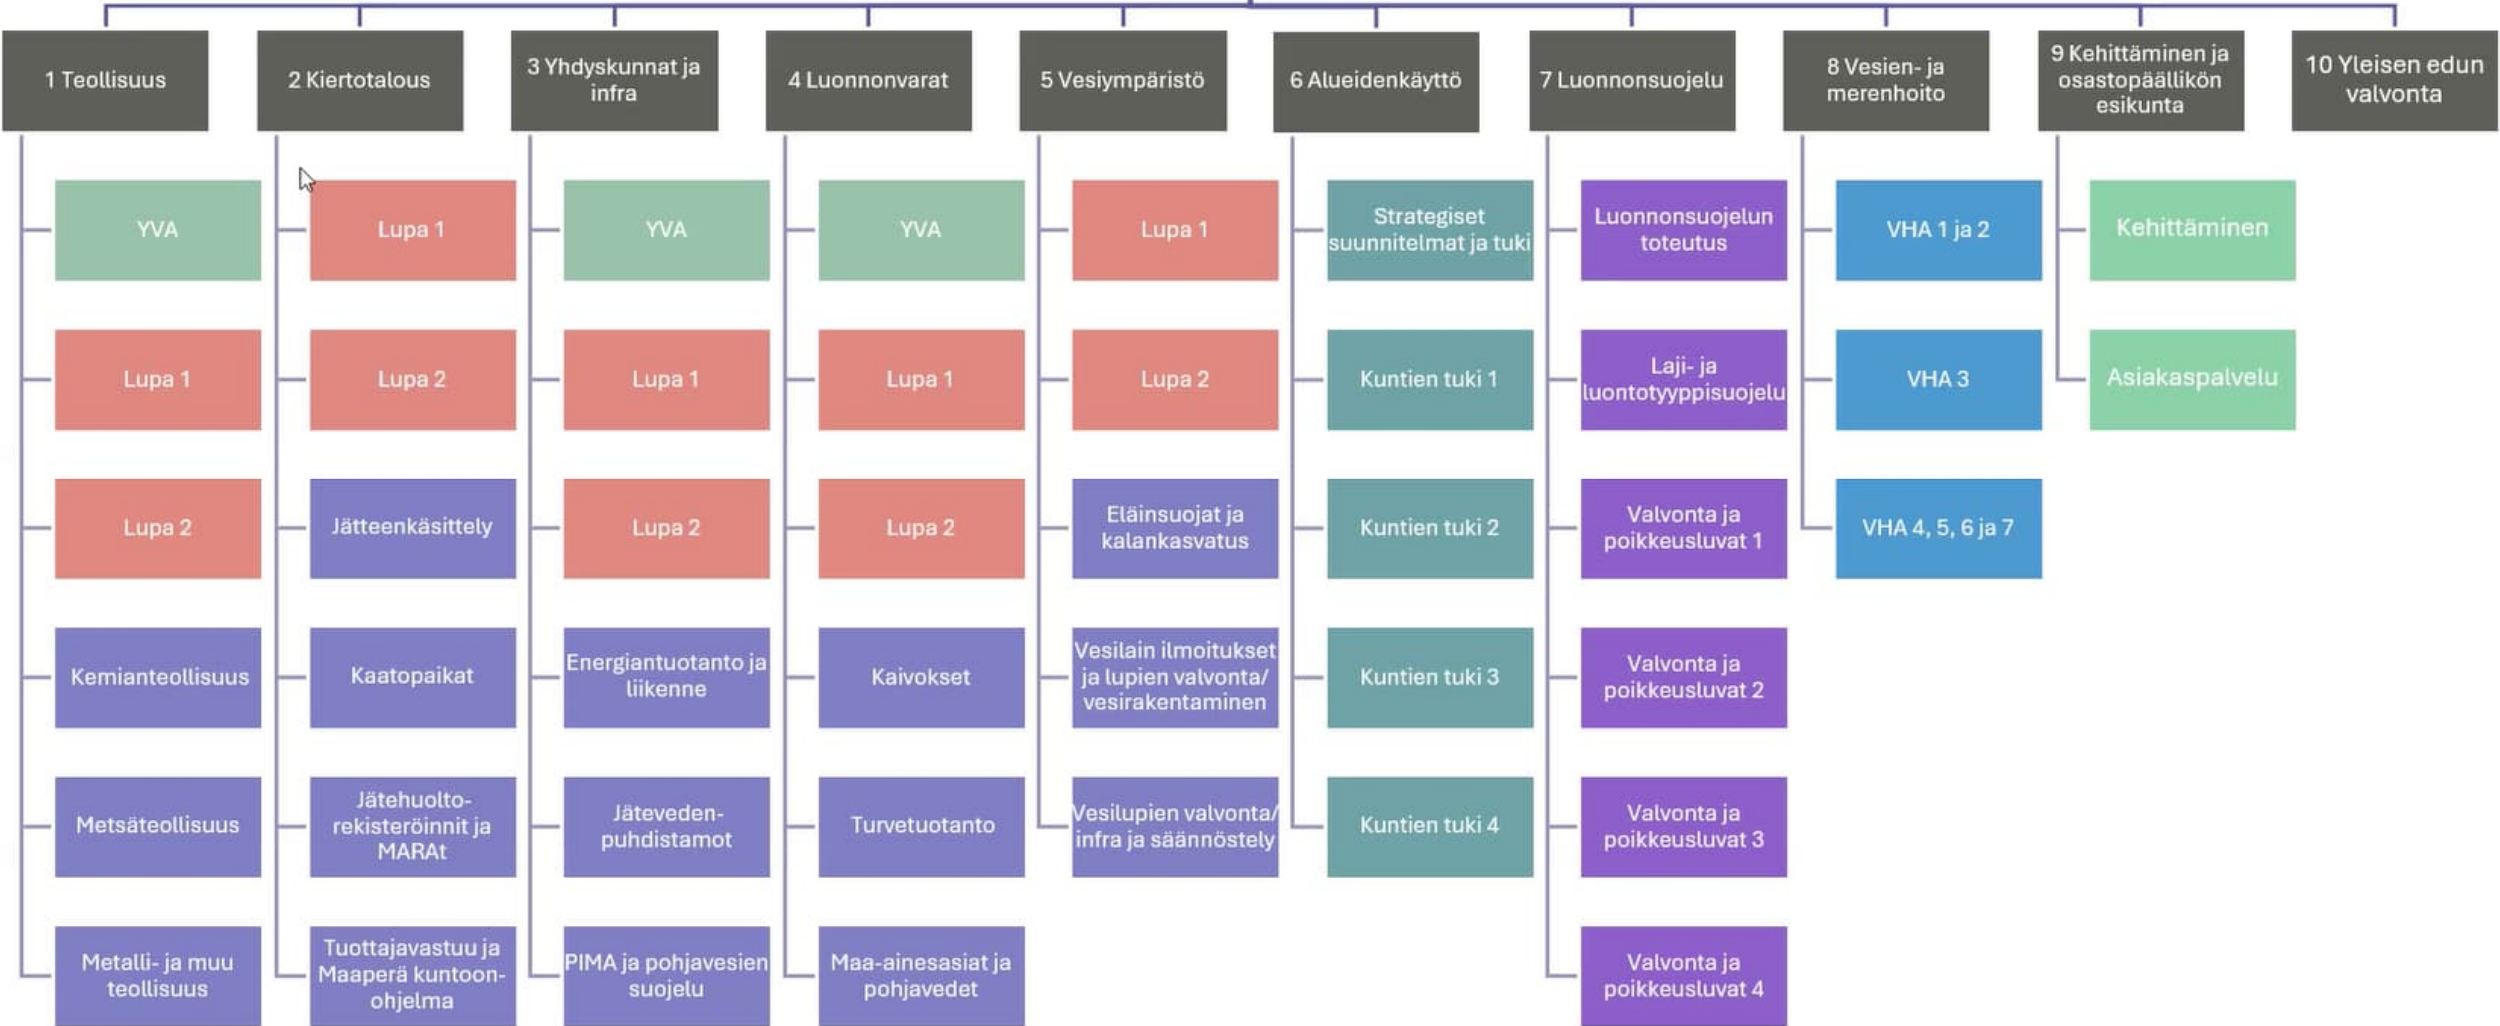 1 Teollisuus
2 Kiertotalous
3 Yhdyskunnat ja
infra
4 Luonnonvarat
5 Vesiympäristö
6 Alueidenkäyttö
7 Luonnonsuojelu
8 Vesien- ja
merenhoito
9 Kehittäminen ja
osastopäällikön
esikunta
10 Yleisen edun
valvonta
YVA
Lupa 1
Lupa 2
Kemianteollisuus
Metsäteollisuus
Metalli- ja muu
teollisuus
Lupa 1
Lupa 2
Jätteenkäsittely
Kaatopaikat
Jätehuolto-
rekisteröinnit ja
MARAt
Tuottajavastuu ja
Maaperä kuntoon-
ohjelma
YVA
Lupa 1
Lupa 2
Energiantuotanto ja
liikenne
Jäteveden-
puhdistamot
PIMA ja pohjavesien
suojelu
YVA
Lupa 1
Lupa 2
Kaivokset
Turvetuotanto
Maa-ainesasiat ja
pohjavedet
Lupa 1
Lupa 2
Eläinsuojat ja
kalankasvatus
Vesilain ilmoitukset
ja lupien valvonta/
vesirakentaminen
Vesilupien valvonta/
infra ja säännöstely
Strategiset
suunnitelmat ja tuki
Kuntien tuki 1
Kuntien tuki 2
Kuntien tuki 3
Kuntien tuki 4
Luonnonsuojelun
toteutus
Laji- ja
luontotyyppisuojelu
Valvonta ja
poikkeusluvat 1
Valvonta ja
poikkeusluvat 2
Valvonta ja
poikkeusluvat 3
Valvonta ja
poikkeusluvat 4
VHA 1 ja 2
VHA 3
VHA 4, 5, 6 ja 7
Kehittäminen
Asiakaspalvelu